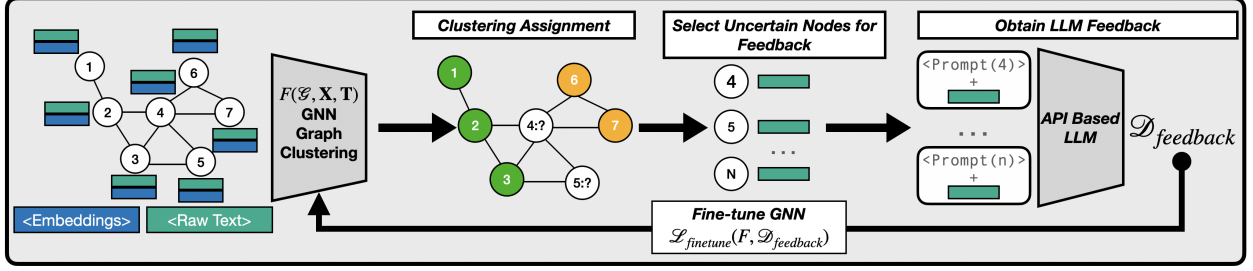 Clustering Assignment
Select Uncertain Nodes for
Feedback
Obtain LLM Feedback
1
6
2
4
7
3
5
<Embeddings>
<Raw Text>
F(𝒢, X, T)
GNN
Graph
Clustering
1
6
2
4:?
7
3
5:?
4
5
...
N
<Prompt(4)>
+
...
<Prompt(n)>
+
API Based
LLM
𝒟feedback
Fine-tune GNN
ℒfinetune(F, 𝒟feedback)